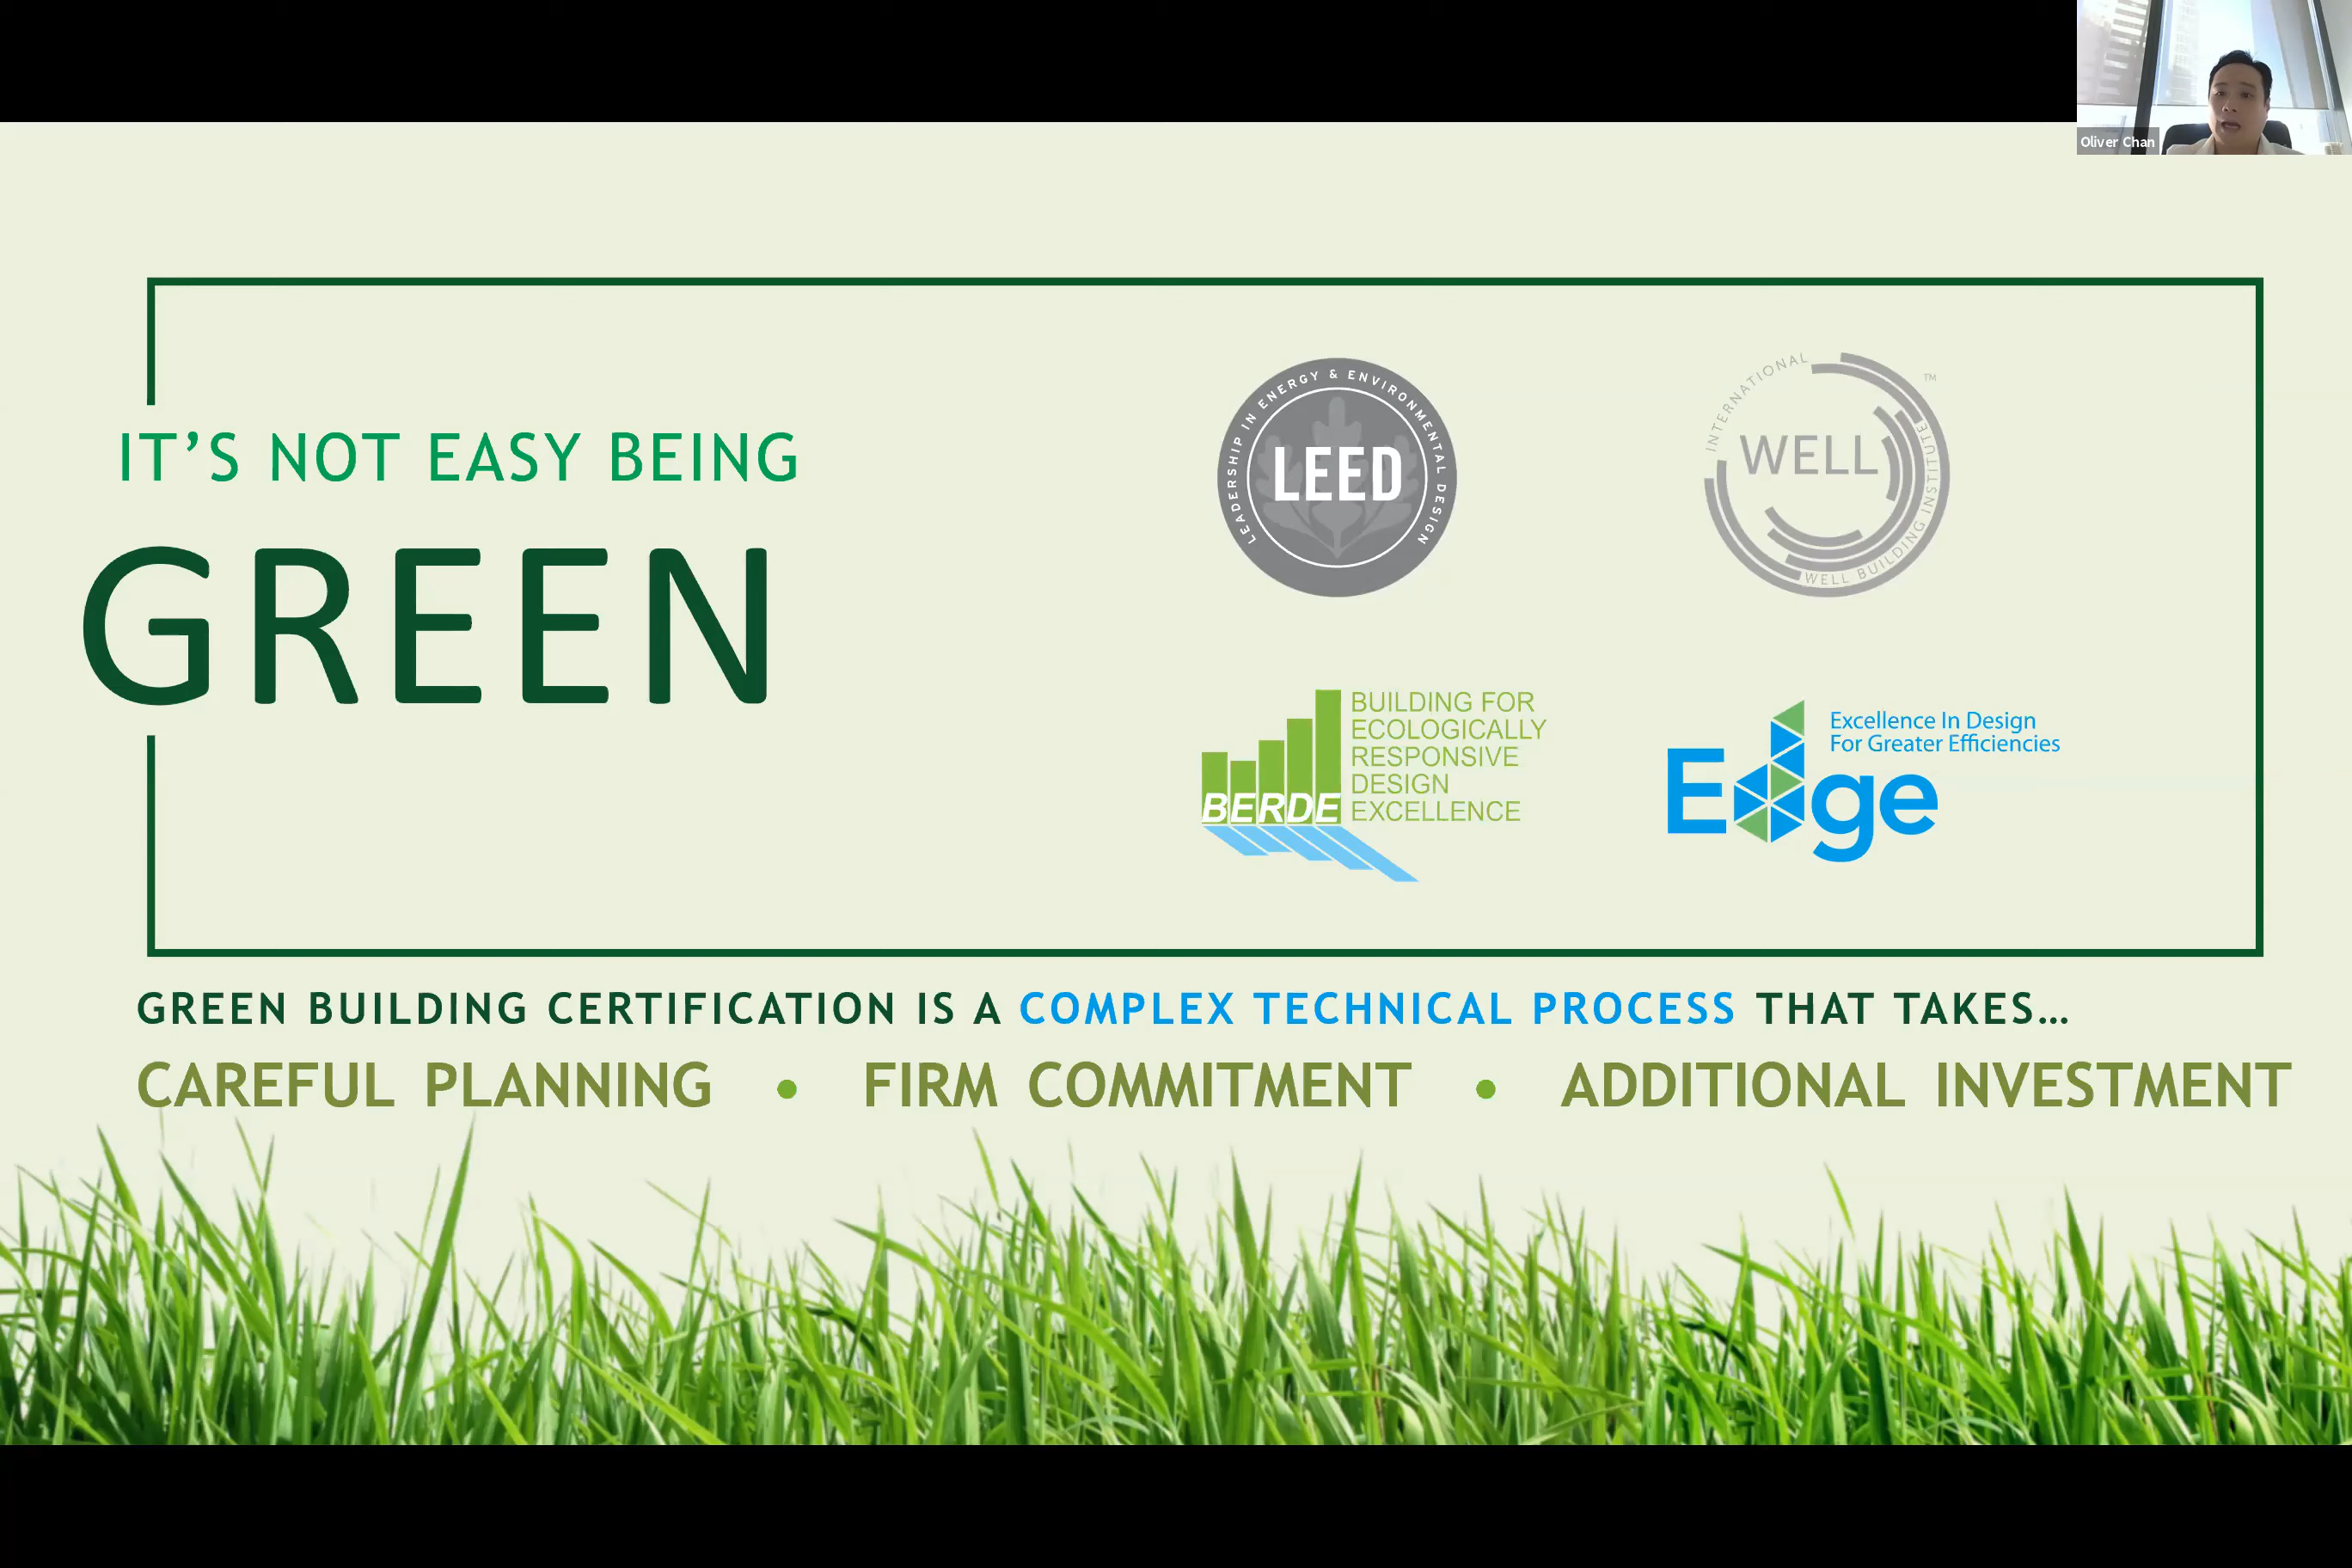 Oliver Chan
IT’S NOT EASY BEING
GREEN
LEADERSHIP IN ENERGY & ENVIRONMENTAL DESIGN
LEED
INTERNATIONAL
WELL
WELL BUILDING INSTITUTE
™
BERDE
BUILDING FOR
ECOLOGICALLY
RESPONSIVE
DESIGN
EXCELLENCE
Excellence In Design
For Greater Efficiencies
Edge
GREEN BUILDING CERTIFICATION IS A COMPLEX TECHNICAL PROCESS THAT TAKES…
CAREFUL PLANNING • FIRM COMMITMENT • ADDITIONAL INVESTMENT